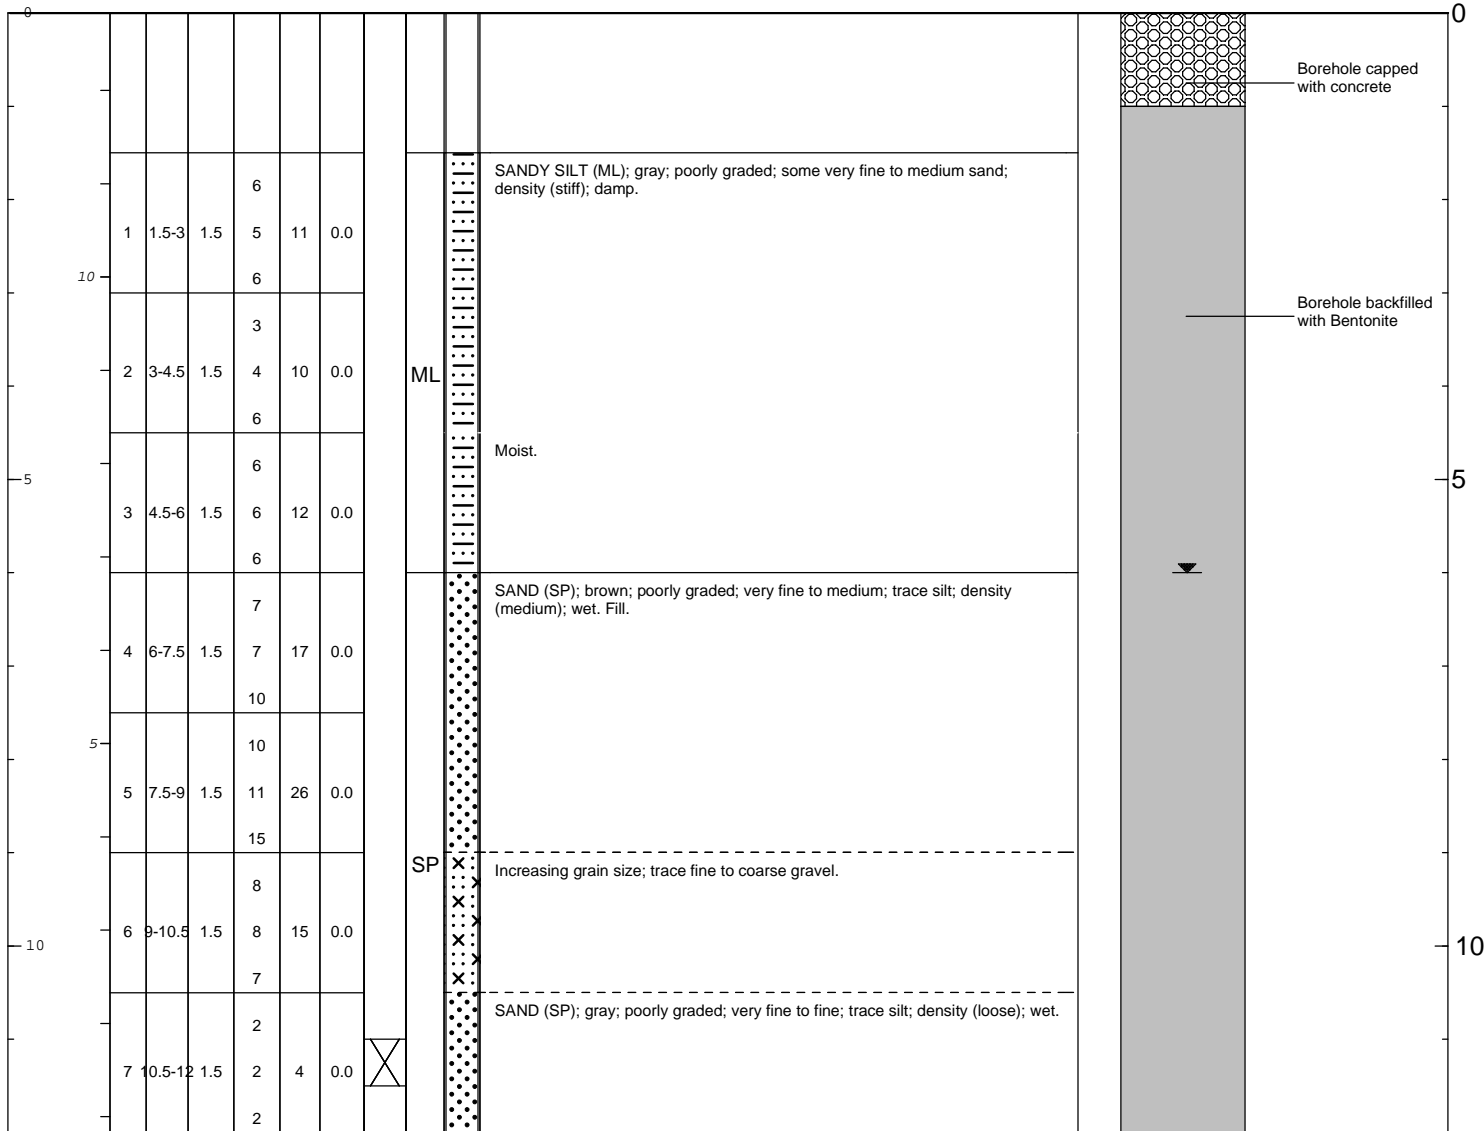 0
0
Borehole capped
with concrete
SANDY SILT (ML); gray; poorly graded; some very fine to medium sand;
density (stiff); damp.
6
1 1.5-3 1.5 5 11 0.0
10
6
Borehole backfilled
with Bentonite
3
2 3-4.5 1.5 4 10 0.0
ML
6
Moist.
6
5
5
3 4.5-6 1.5 6 12 0.0
6
SAND (SP); brown; poorly graded; very fine to medium; trace silt; density
(medium); wet. Fill.
7
4 6-7.5 1.5 7 17 0.0
10
5
10
5 7.5-9 1.5 11 26 0.0
15
SP
Increasing grain size; trace fine to coarse gravel.
8
6 9-10.5 1.5 8 15 0.0
10
10
7
SAND (SP); gray; poorly graded; very fine to fine; trace silt; density (loose); wet.
2
7 10.5-12 1.5 2 4 0.0
2